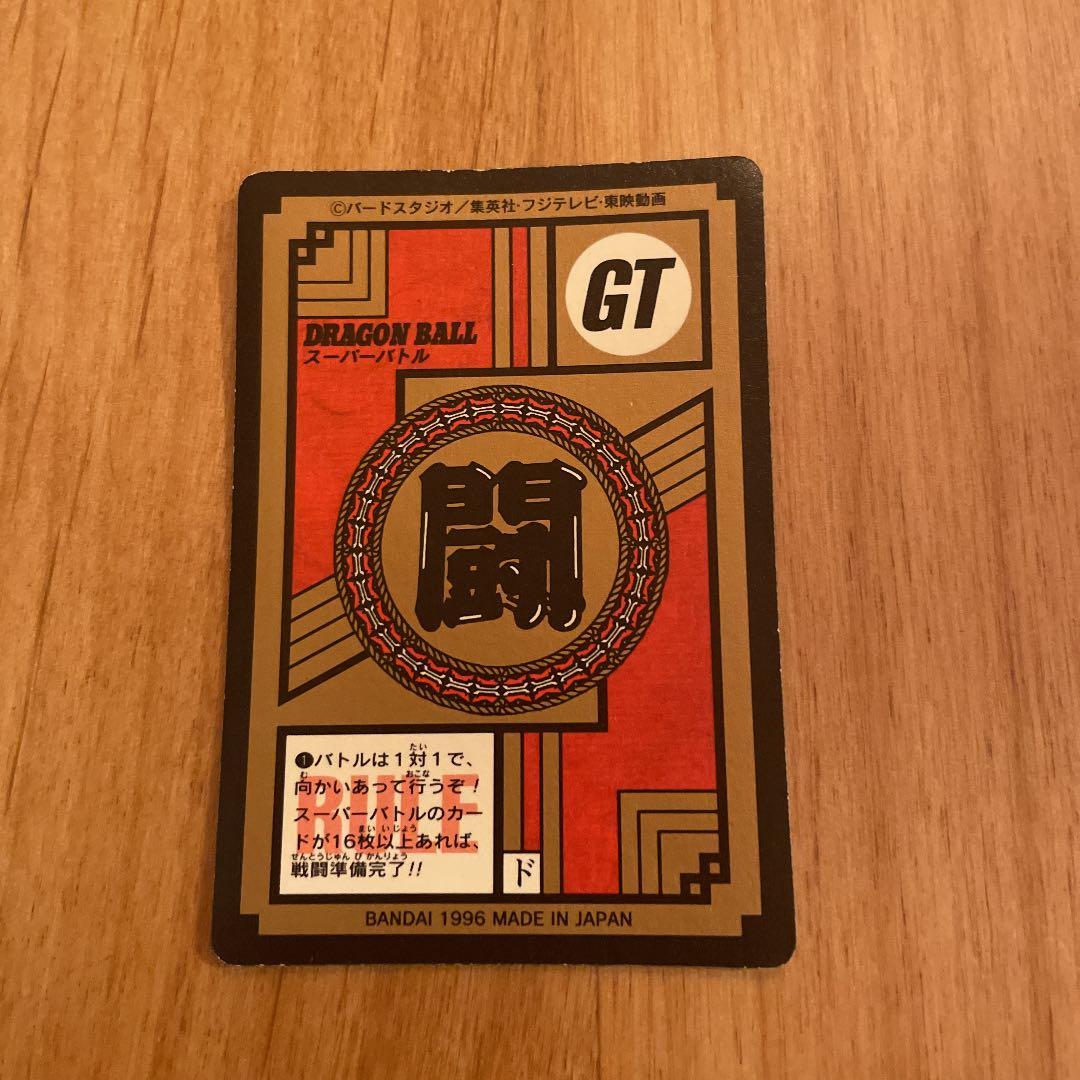 ©バードスタジオ／集英社・フジテレビ・東映動画
GT
DRAGON BALL
スーパーバトル
闘
RULE
❶バトルは1対1で、
向かいあって行うぞ！
スーパーバトルのカー
ドが16枚以上あれば、
戦闘準備完了!!
ド
BANDAI 1996 MADE IN JAPAN